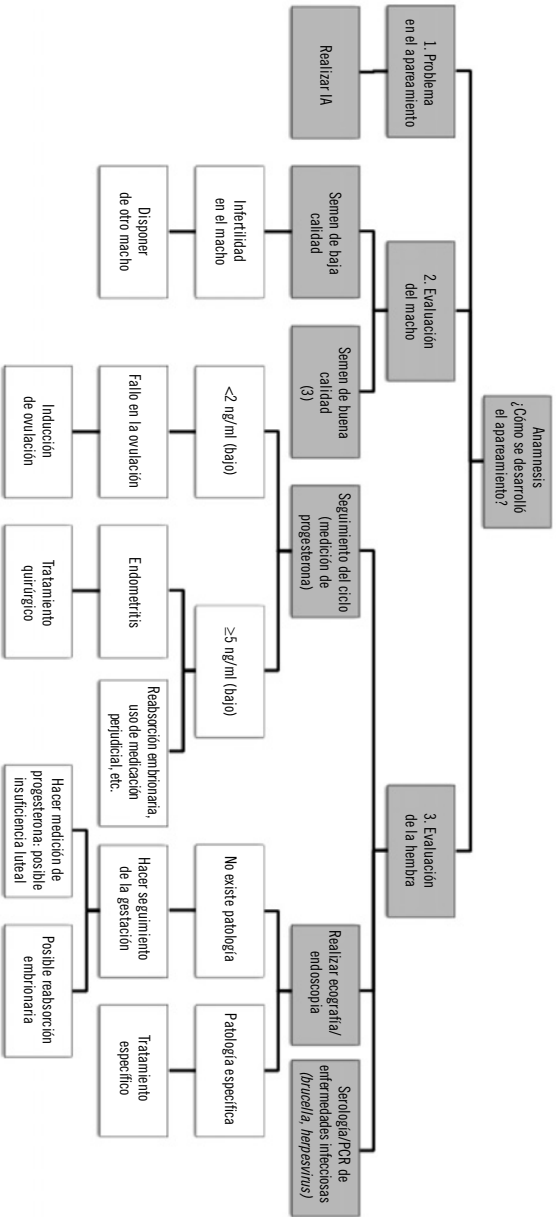 Anamnesis
¿Cómo se desarrolló
el apareamiento?
1. Problema
en el apareamiento
2. Evaluación
del macho
3. Evaluación
de la hembra
Realizar IA
Semen de baja
calidad
Semen de buena
calidad
(3)
Seguimiento del ciclo
(medición de
progesterona)
Realizar ecografía/
endoscopia
Serología/PCR de
enfermedades infecciosas
(brucella, herpesvirus)
Infertilidad
en el macho
<2 ng/ml (bajo)
≥5 ng/ml (bajo)
No existe patología
Patología específica
Disponer
de otro macho
Fallo en la ovulación
Endometritis
Reabsorción embrionaria,
uso de medicación
perjudicial, etc.
Hacer seguimiento
de la gestación
Tratamiento
específico
Inducción
de ovulación
Tratamiento
quirúrgico
Hacer medición de
progesterona: posible
insuficiencia luteal
Posible reabsorción
embrionaria